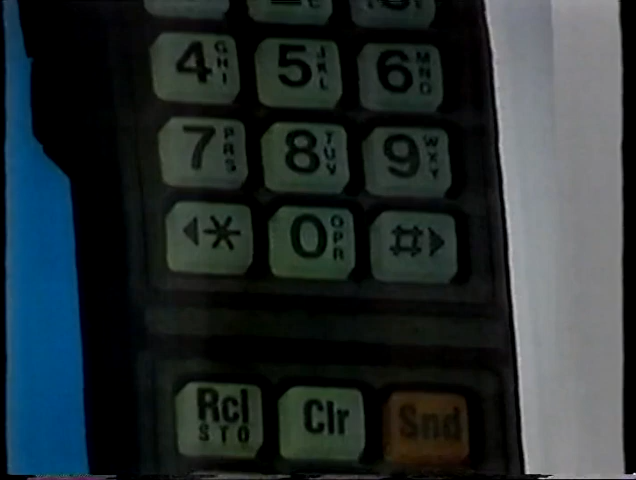 4 GHI 5 JKL 6 MNO
7 PRS 8 TUV 9 WXY
◀* 0 OPR #▶
Rcl Clr Snd
STO